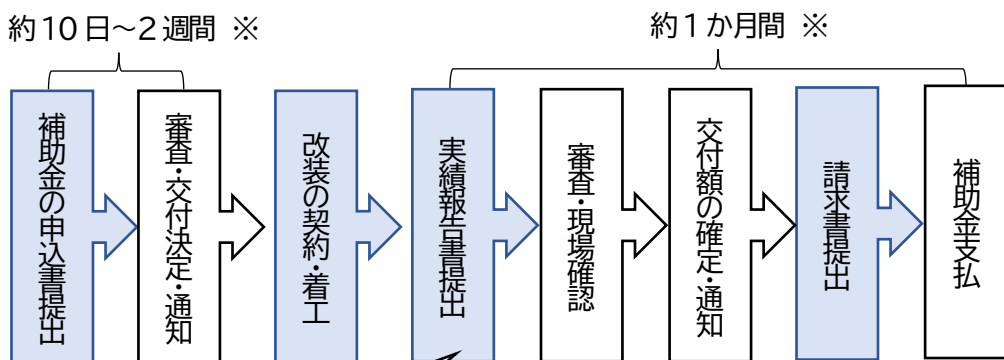 約10日～2週間 ※
約1か月間 ※
補助金の申込書提出
審査・交付決定・通知
改装の契約・着工
実績報告書提出
審査・現場確認
交付額の確定・通知
請求書提出
補助金支払